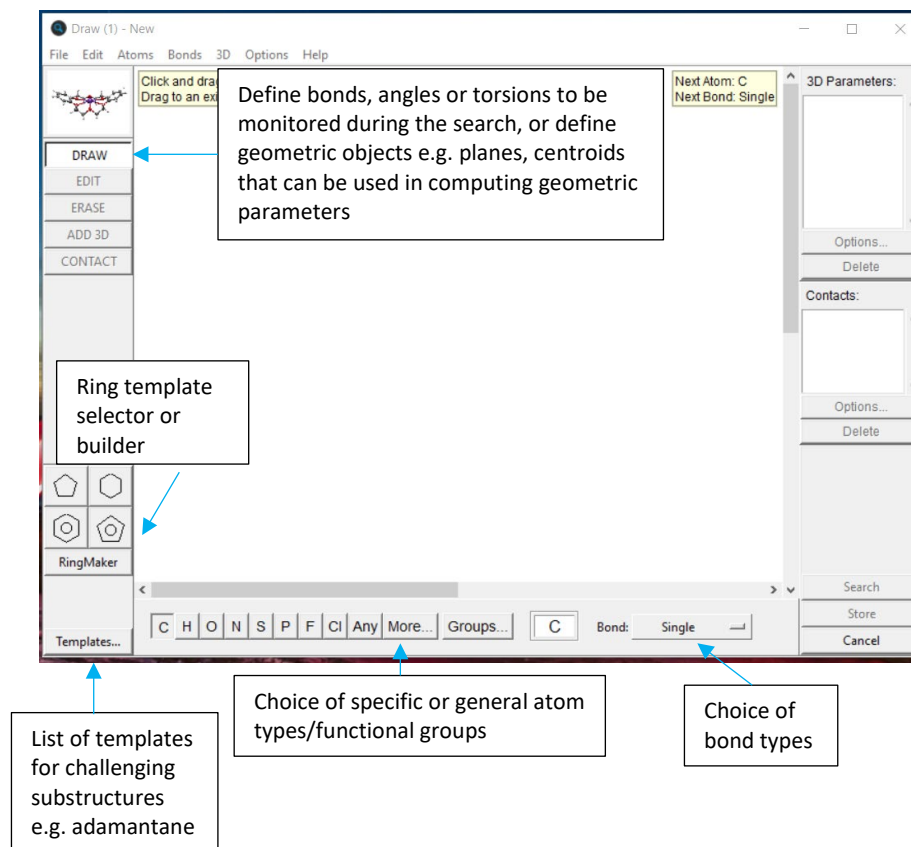 Draw (1) - New
File Edit Atoms Bonds 3D Options Help
Click and drag
Drag to an exi
Next Atom: C
Next Bond: Single
3D Parameters:
Define bonds, angles or torsions to be
monitored during the search, or define
geometric objects e.g. planes, centroids
that can be used in computing geometric
parameters
DRAW
EDIT
ERASE
ADD 3D
CONTACT
Options...
Delete
Contacts:
Options...
Delete
Ring template
selector or
builder
RingMaker
Templates...
C H O N S P F Cl Any More... Groups... C Bond: Single
Search
Store
Cancel
List of templates
for challenging
substructures
e.g. adamantane
Choice of specific or general atom
types/functional groups
Choice of
bond types